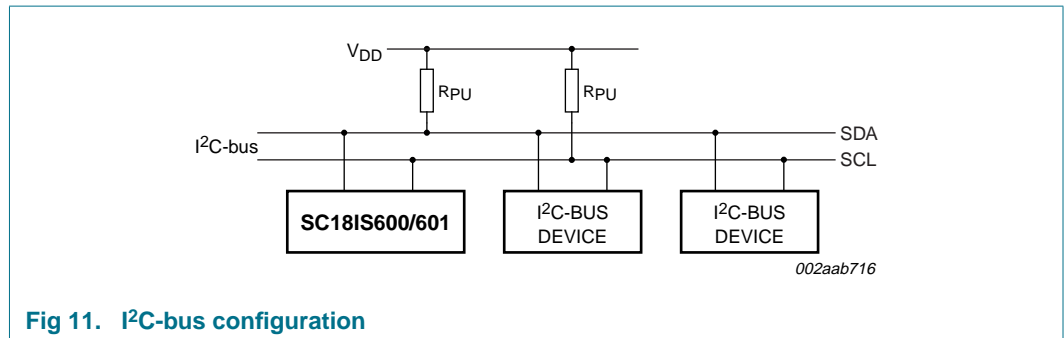 VDD
RPU
RPU
I2C-bus
SDA
SCL
SC18IS600/601
I2C-BUS
DEVICE
I2C-BUS
DEVICE
002aab716
Fig 11. I2C-bus configuration